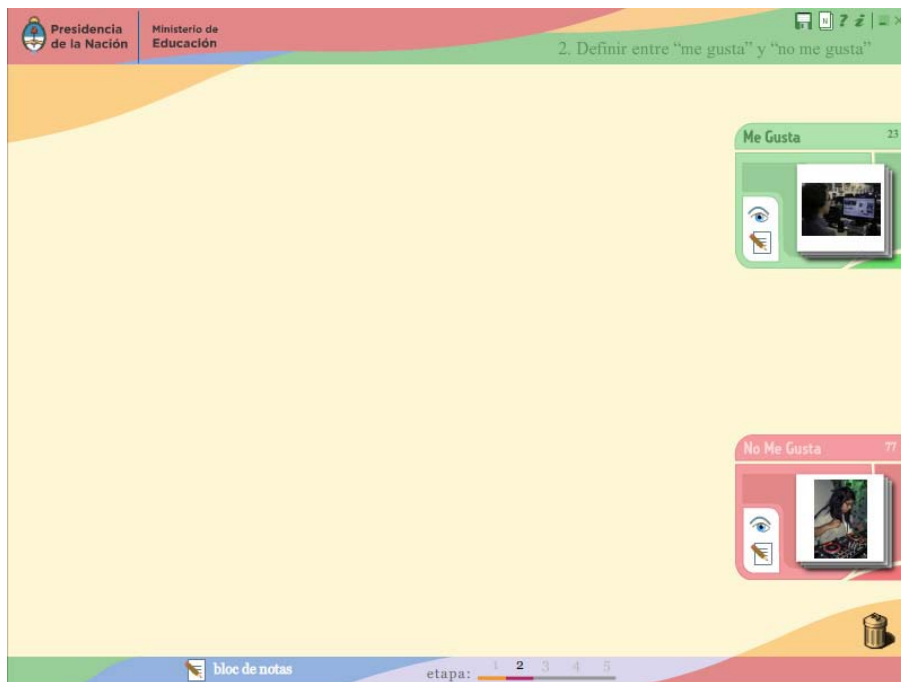 Presidencia
de la Nación
Ministerio de
Educación
N ? i
2. Definir entre “me gusta” y “no me gusta”
Me Gusta 23
No Me Gusta 77
bloc de notas
etapa: 1 2 3 4 5